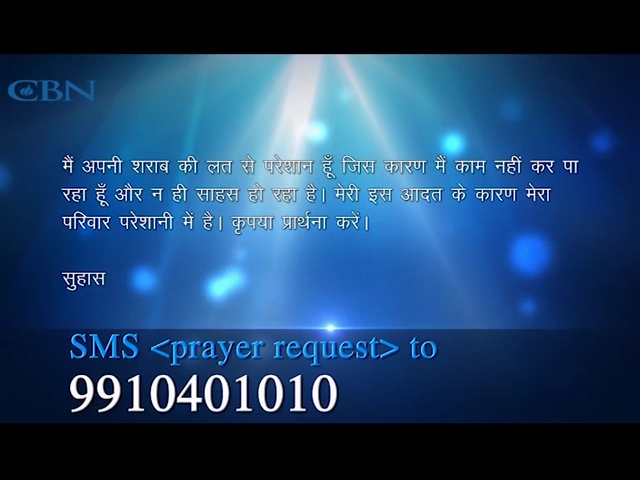 CBN
मैं अपनी शराब की लत से परेशान हूँ जिस कारण मैं काम नहीं कर पा
रहा हूँ और न ही साहस हो रहा है। मेरी इस आदत के कारण मेरा
परिवार परेशानी में है। कृपया प्रार्थना करें।
सुहास
SMS <prayer request> to
9910401010